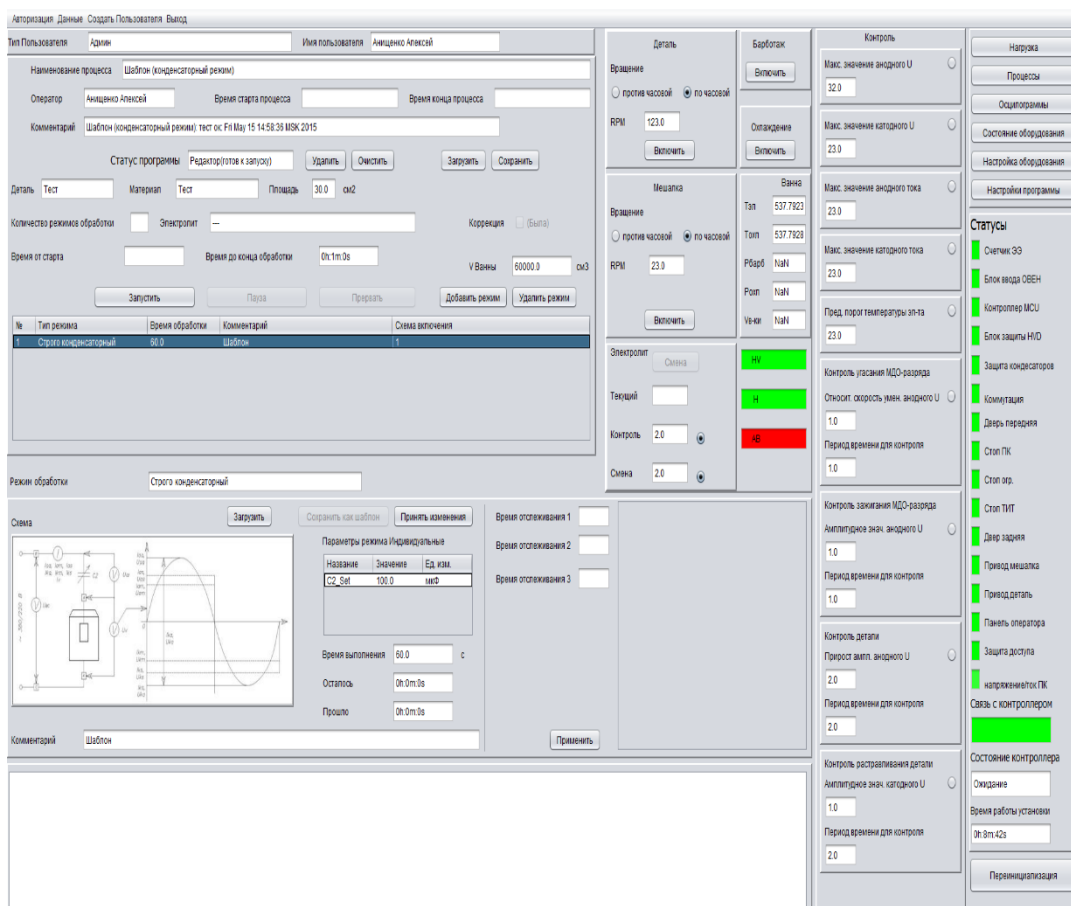 Авторизация Данные Создать Пользователя Выход
Тип Пользователя Админ Имя пользователя Анищенко Алексей
Наименование процесса Шаблон (конденсаторный режим)
Оператор Анищенко Алексей Время старта процесса Время конца процесса
Комментарий Шаблон (конденсаторный режим): тест ок: Fri May 15 14:58:36 MSK 2015
Статус программы Редактор(готов к запуску) Удалить Очистить Загрузить Сохранить
Деталь Тест Материал Тест Площадь 30.0 см2
Количество режимов обработки Электролит --- Коррекция (Была)
Время от старта Время до конца обработки 0h:1m:0s V Ванны 60000.0 см3
Запустить Пауза Прервать Добавить режим Удалить режим
№ Тип режима Время обработки Комментарий Схема включения
1 Строго конденсаторный 60.0 Шаблон 1
Режим обработки Строго конденсаторный
Схема Загрузить Сохранить как шаблон Принять изменения
Параметры режима Индивидуальные
Название Значение Ед. изм.
C2_Set 100.0 мкФ
Время выполнения 60.0 с
Осталось 0h:0m:0s
Прошло 0h:0m:0s
Время отслеживания 1
Время отслеживания 2
Время отслеживания 3
Комментарий Шаблон Применить
Деталь
Вращение
против часовой по часовой
RPM 123.0
Включить
Барботаж
Включить
Охлаждение
Включить
Мешалка
Вращение
против часовой по часовой
RPM 23.0
Включить
Ванна
Тэл 537.7923
Тохл 537.7928
Рбарб NaN
Рохл NaN
Vв-ки NaN
Электролит Смена
Текущий
Контроль 2.0
Смена 2.0
HV
H
AB
Контроль
Макс. значение анодного U
32.0
Макс. значение катодного U
23.0
Макс. значение анодного тока
23.0
Макс. значение катодного тока
23.0
Пред. порог температуры эл-та
23.0
Контроль угасания МДО-разряда
Относит. скорость умен. анодного U
1.0
Период времени для контроля
1.0
Контроль зажигания МДО-разряда
Амплитудное знач. анодного U
1.0
Период времени для контроля
1.0
Контроль детали
Прирост ампл. анодного U
2.0
Период времени для контроля
2.0
Контроль растравливания детали
Амплитудное знач. катодного U
1.0
Период времени для контроля
2.0
Нагрузка
Процессы
Осцилограммы
Состояние оборудования
Настройка оборудования
Настройки программы
Статусы
Счетчик ЭЭ
Блок ввода ОВЕН
Контроллер MCU
Блок защиты HVD
Защита кондесаторов
Коммутация
Дверь передняя
Стоп ПК
Стоп огр.
Стоп ТИТ
Двер задняя
Привод мешалка
Привод деталь
Панель оператора
Защита доступа
напряжение/ток ПК
Связь с контроллером
Состояние контроллера
Ожидание
Время работы установки
0h:8m:42s
Переинициализация